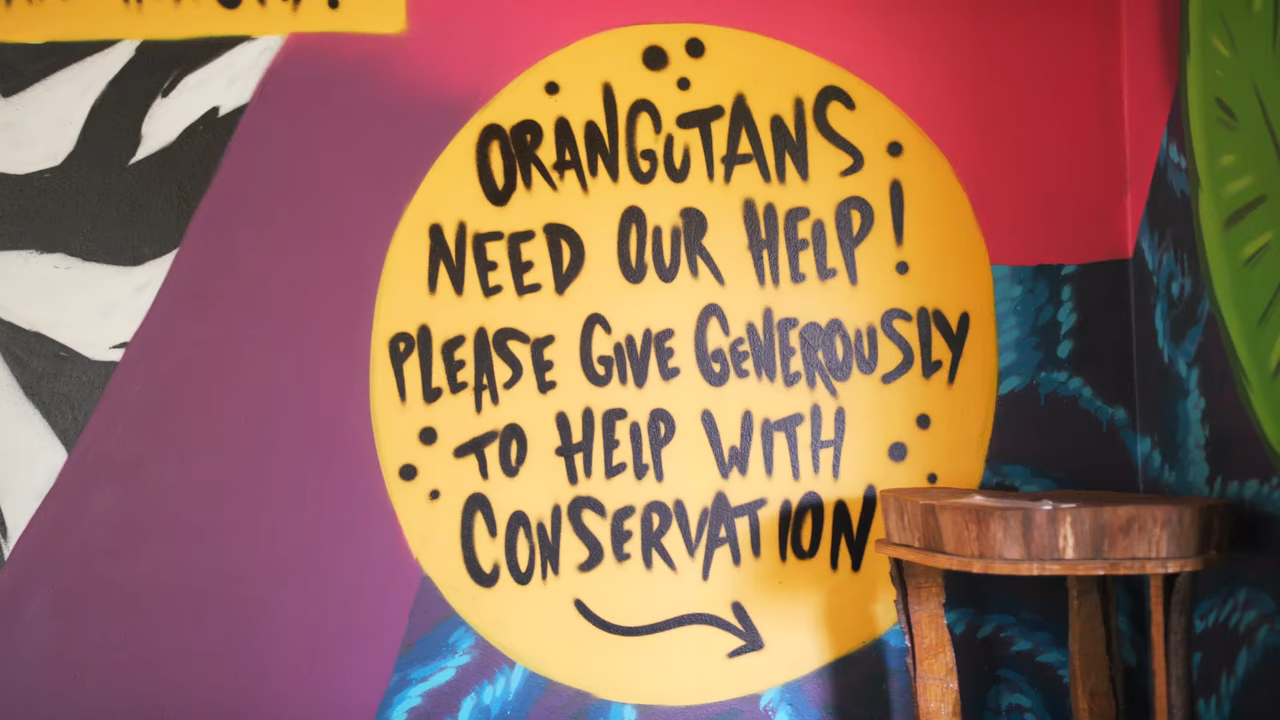 ORANGUTANS
NEED OUR HELP!
PLEASE GIVE GENEROUSLY
TO HELP WITH
CONSERVATION